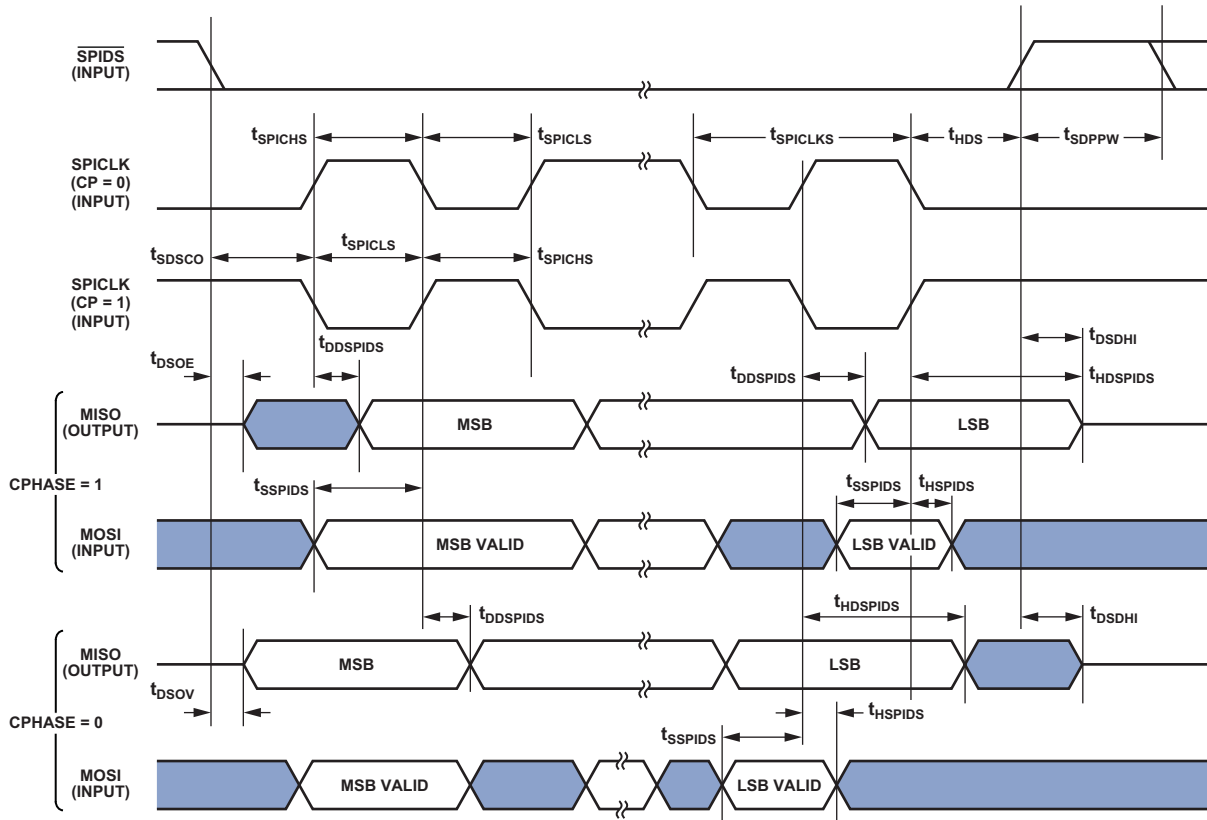 SPIDS
(INPUT)
tSPICHS
tSPICLS
tSPICLKS
tHDS
tSDPPW
SPICLK
(CP = 0)
(INPUT)
tSDSCO
tSPICLS
tSPICHS
SPICLK
(CP = 1)
(INPUT)
tDSOE
tDDSPIDS
tDDSPIDS
tDSDHI
tHDSPIDS
MISO
(OUTPUT)
MSB
LSB
CPHASE = 1
tSSPIDS
tSSPIDS
tHSPIDS
MOSI
(INPUT)
MSB VALID
LSB VALID
tDDSPIDS
tHDSPIDS
tDSDHI
MISO
(OUTPUT)
MSB
LSB
tDSOV
CPHASE = 0
tHSPIDS
tSSPIDS
MOSI
(INPUT)
MSB VALID
LSB VALID